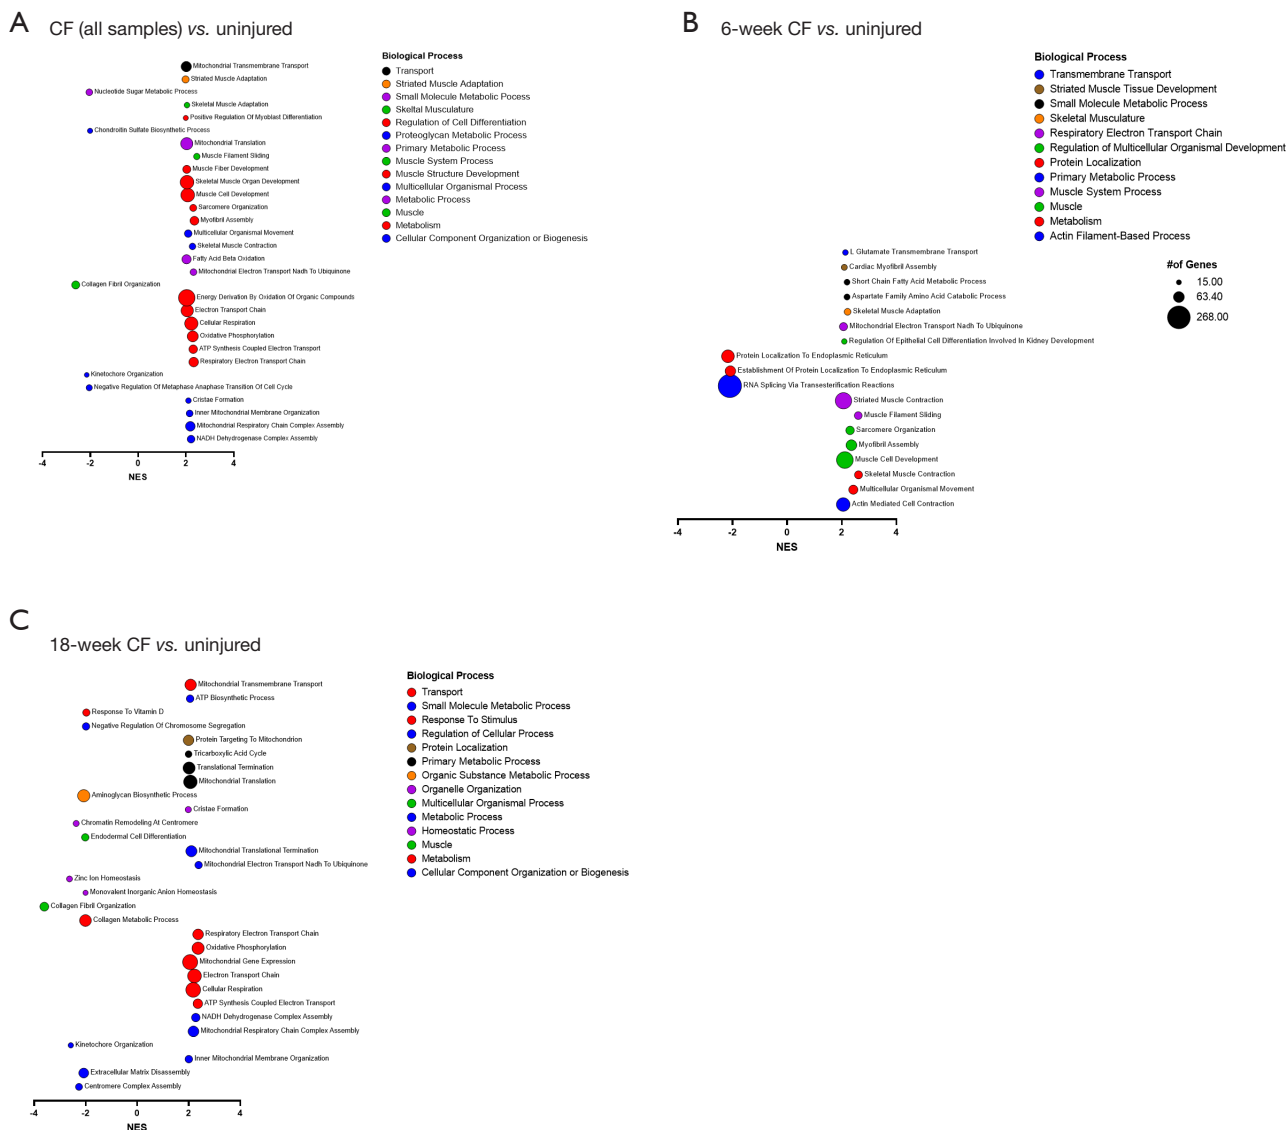 A
CF (all samples) vs. uninjured
Mitochondrial Transmembrane Transport
Striated Muscle Adaptation
Nucleotide Sugar Metabolic Process
Skeletal Muscle Adaptation
Positive Regulation Of Myoblast Differentiation
Chondroitin Sulfate Biosynthetic Process
Mitochondrial Translation
Muscle Filament Sliding
Muscle Fiber Development
Skeletal Muscle Organ Development
Muscle Cell Development
Sarcomere Organization
Myofibril Assembly
Multicellular Organismal Movement
Skeletal Muscle Contraction
Fatty Acid Beta Oxidation
Mitochondrial Electron Transport Nadh To Ubiquinone
Collagen Fibril Organization
Energy Derivation By Oxidation Of Organic Compounds
Electron Transport Chain
Cellular Respiration
Oxidative Phosphorylation
ATP Synthesis Coupled Electron Transport
Respiratory Electron Transport Chain
Kinetochore Organization
Negative Regulation Of Metaphase Anaphase Transition Of Cell Cycle
Cristae Formation
Inner Mitochondrial Membrane Organization
Mitochondrial Respiratory Chain Complex Assembly
NADH Dehydrogenase Complex Assembly
-4 -2 0 2 4
NES
Biological Process
Transport
Striated Muscle Adaptation
Small Molecule Metabolic Pocess
Skeltal Musculature
Regulation of Cell Differentiation
Proteoglycan Metabolic Process
Primary Metabolic Process
Muscle System Process
Muscle Structure Development
Multicellular Organismal Process
Metabolic Process
Muscle
Metabolism
Cellular Component Organization or Biogenesis
B
6-week CF vs. uninjured
Biological Process
Transmembrane Transport
Striated Muscle Tissue Development
Small Molecule Metabolic Process
Skeletal Musculature
Respiratory Electron Transport Chain
Regulation of Multicellular Organismal Development
Protein Localization
Primary Metabolic Process
Muscle System Process
Muscle
Metabolism
Actin Filament-Based Process
#of Genes
15.00
63.40
268.00
L Glutamate Transmembrane Transport
Cardiac Myofibril Assembly
Short Chain Fatty Acid Metabolic Process
Aspartate Family Amino Acid Catabolic Process
Skeletal Muscle Adaptation
Mitochondrial Electron Transport Nadh To Ubiquinone
Regulation Of Epithelial Cell Differentiation Involved In Kidney Development
Protein Localization To Endoplasmic Reticulum
Establishment Of Protein Localization To Endoplasmic Reticulum
RNA Splicing Via Transesterification Reactions
Striated Muscle Contraction
Muscle Filament Sliding
Sarcomere Organization
Myofibril Assembly
Muscle Cell Development
Skeletal Muscle Contraction
Multicellular Organismal Movement
Actin Mediated Cell Contraction
-4 -2 0 2 4
NES
C
18-week CF vs. uninjured
Mitochondrial Transmembrane Transport
ATP Biosynthetic Process
Response To Vitamin D
Negative Regulation Of Chromosome Segregation
Protein Targeting To Mitochondrion
Tricarboxylic Acid Cycle
Translational Termination
Mitochondrial Translation
Aminoglycan Biosynthetic Process
Cristae Formation
Chromatin Remodeling At Centromere
Endodermal Cell Differentiation
Mitochondrial Translational Termination
Mitochondrial Electron Transport Nadh To Ubiquinone
Zinc Ion Homeostasis
Monovalent Inorganic Anion Homeostasis
Collagen Fibril Organization
Collagen Metabolic Process
Respiratory Electron Transport Chain
Oxidative Phosphorylation
Mitochondrial Gene Expression
Electron Transport Chain
Cellular Respiration
ATP Synthesis Coupled Electron Transport
NADH Dehydrogenase Complex Assembly
Mitochondrial Respiratory Chain Complex Assembly
Kinetochore Organization
Inner Mitochondrial Membrane Organization
Extracellular Matrix Disassembly
Centromere Complex Assembly
-4 -2 0 2 4
NES
Biological Process
Transport
Small Molecule Metabolic Process
Response To Stimulus
Regulation of Cellular Process
Protein Localization
Primary Metabolic Process
Organic Substance Metabolic Process
Organelle Organization
Multicellular Organismal Process
Metabolic Process
Homeostatic Process
Muscle
Metabolism
Cellular Component Organization or Biogenesis